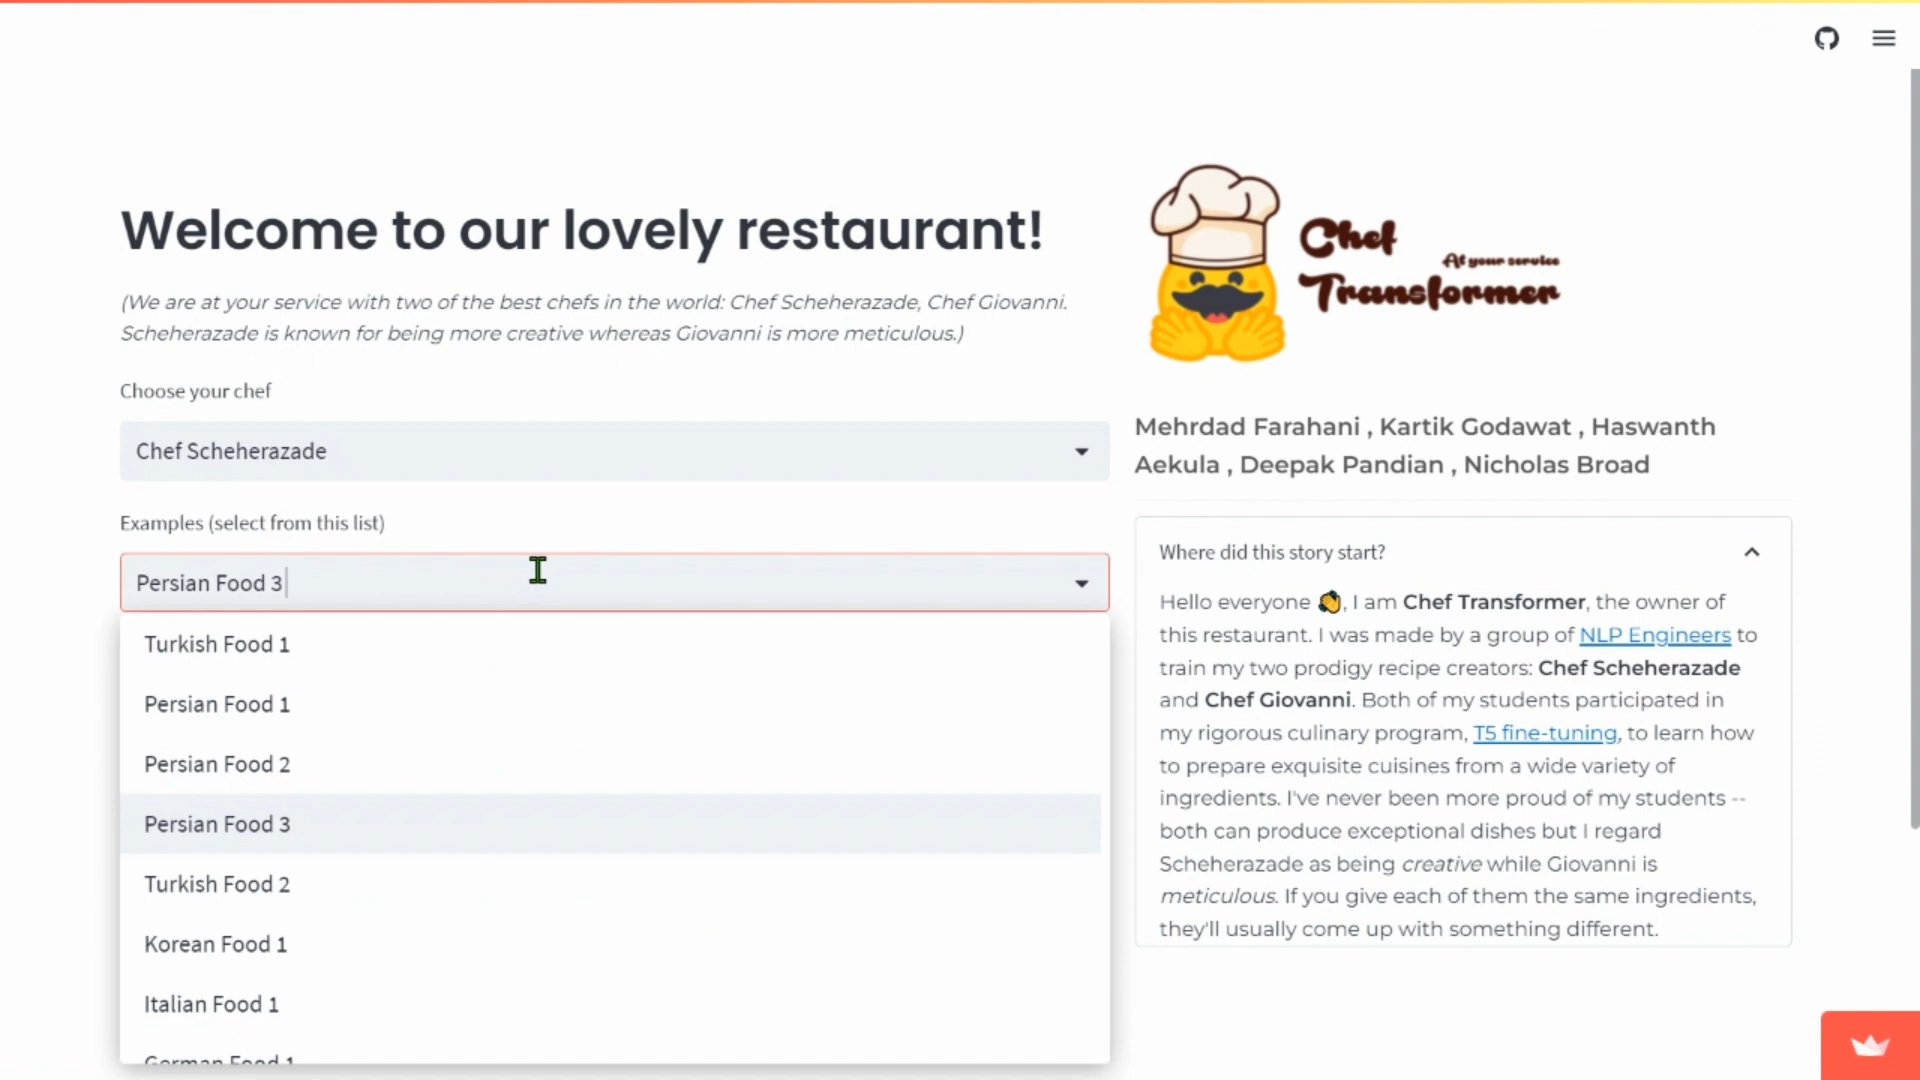 Welcome to our lovely restaurant!
(We are at your service with two of the best chefs in the world: Chef Scheherazade, Chef Giovanni.
Scheherazade is known for being more creative whereas Giovanni is more meticulous.)
Choose your chef
Chef Scheherazade
Examples (select from this list)
Persian Food 3
Turkish Food 1
Persian Food 1
Persian Food 2
Persian Food 3
Turkish Food 2
Korean Food 1
Italian Food 1
German Food 1
Chef
At your service
Transformer
Mehrdad Farahani , Kartik Godawat , Haswanth
Aekula , Deepak Pandian , Nicholas Broad
Where did this story start?
Hello everyone 👏, I am Chef Transformer, the owner of
this restaurant. I was made by a group of NLP Engineers to
train my two prodigy recipe creators: Chef Scheherazade
and Chef Giovanni. Both of my students participated in
my rigorous culinary program, T5 fine-tuning, to learn how
to prepare exquisite cuisines from a wide variety of
ingredients. I've never been more proud of my students --
both can produce exceptional dishes but I regard
Scheherazade as being creative while Giovanni is
meticulous. If you give each of them the same ingredients,
they'll usually come up with something different.